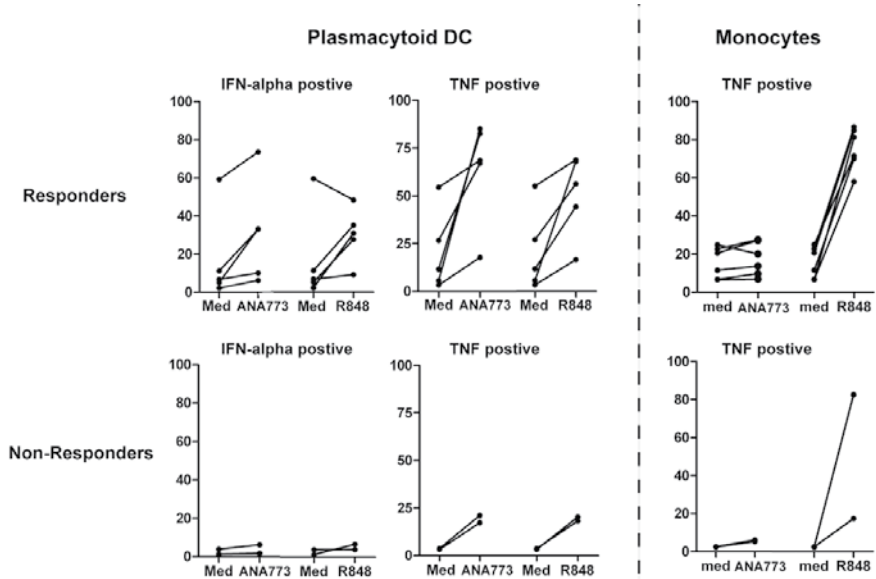 Plasmacytoid DC
Monocytes
Responders
IFN-alpha postive
100
80
60
40
20
0
Med ANA773 Med R848
TNF postive
100
75
50
25
0
Med ANA773 Med R848
TNF postive
100
80
60
40
20
0
med ANA773 med R848
Non-Responders
IFN-alpha postive
100
80
60
40
20
0
Med ANA773 Med R848
TNF postive
100
75
50
25
0
Med ANA773 Med R848
TNF postive
100
80
60
40
20
0
med ANA773 med R848